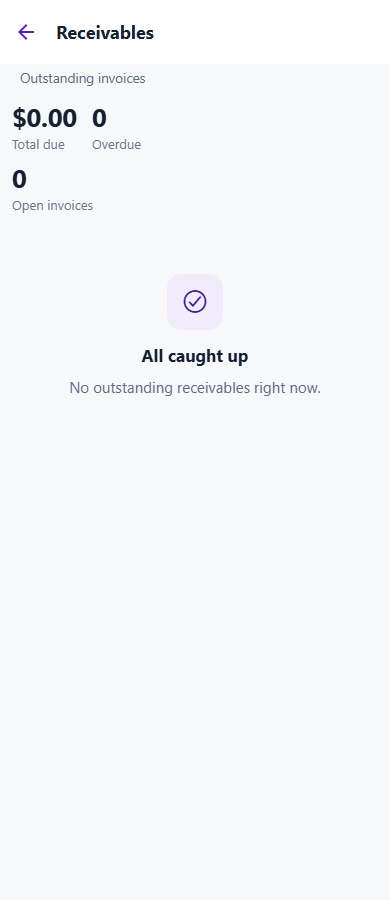 Receivables
Outstanding invoices
$0.00 0
Total due Overdue
0
Open invoices
All caught up
No outstanding receivables right now.